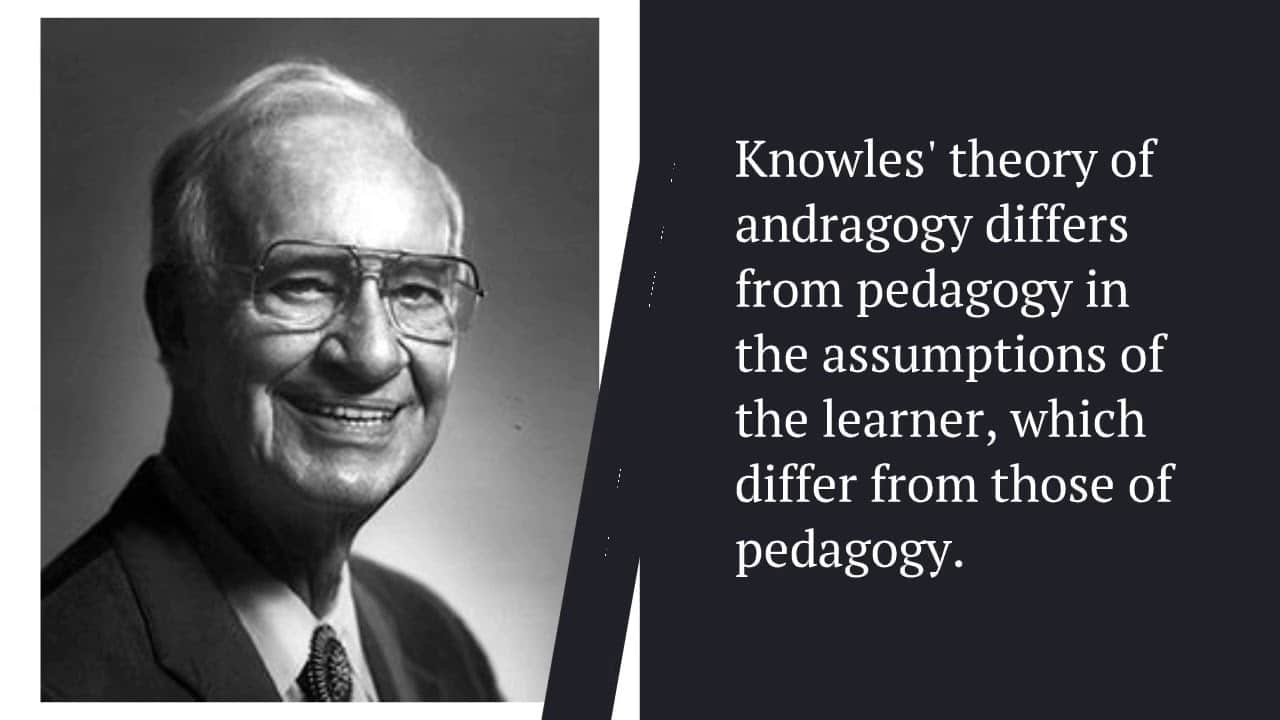 Knowles' theory of
andragogy differs
from pedagogy in
the assumptions of
the learner, which
differ from those of
pedagogy.